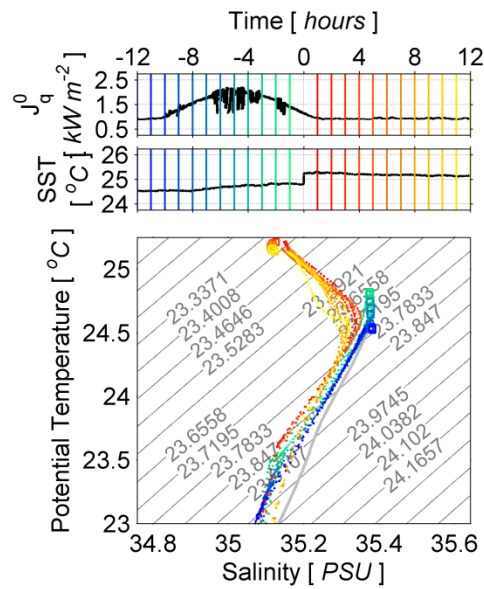 Time [ hours ]
-12 -8 -4 0 4 8 12
J_q^0
[ kW m^-2 ]
2.5
1.5
0.5
SST
[ °C ]
26
25
24
Potential Temperature [ °C ]
25
24.5
24
23.5
23
23.3371
23.4008
23.4646
23.5283
23.7833
23.847
23.6558
23.7195
23.7833
23.847
23.9745
24.0382
24.102
24.1657
34.8 35 35.2 35.4 35.6
Salinity [ PSU ]